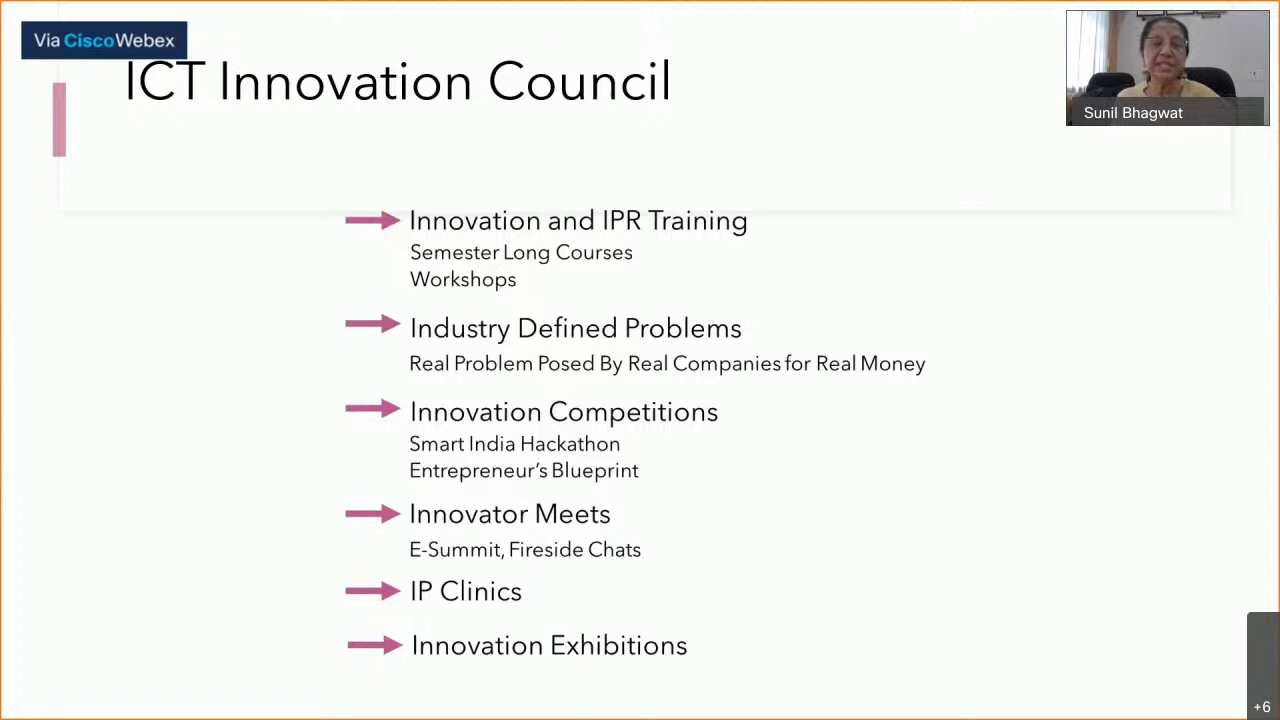 Via CiscoWebex
ICT Innovation Council
Sunil Bhagwat
Innovation and IPR Training
Semester Long Courses
Workshops
Industry Defined Problems
Real Problem Posed By Real Companies for Real Money
Innovation Competitions
Smart India Hackathon
Entrepreneur’s Blueprint
Innovator Meets
E-Summit, Fireside Chats
IP Clinics
Innovation Exhibitions
+6